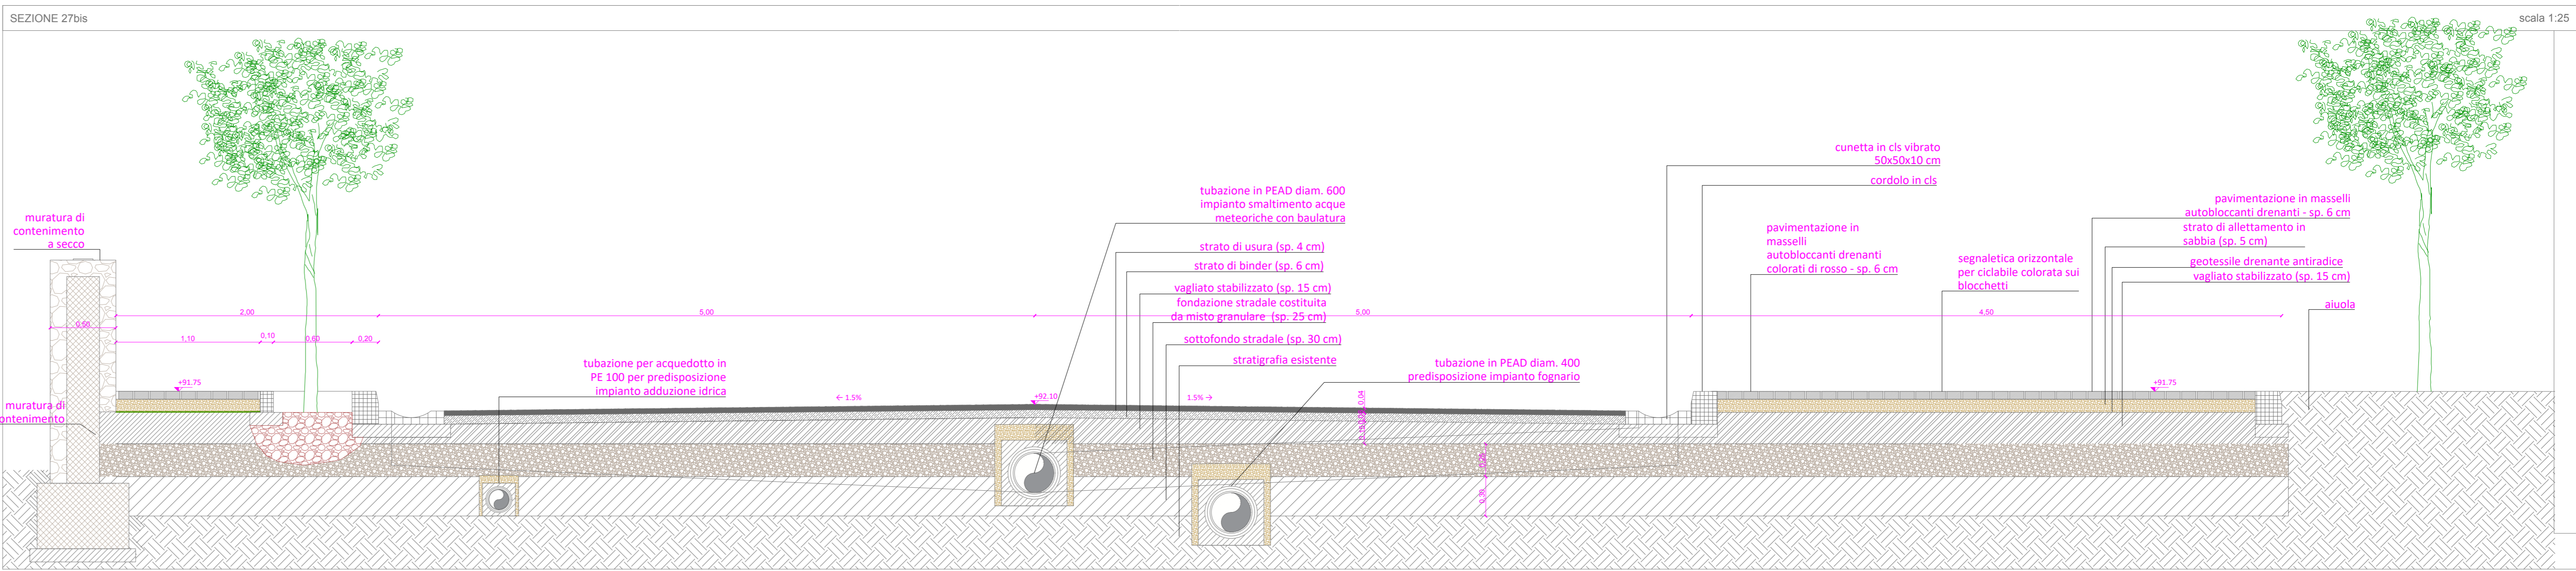 SEZIONE 27bis
scala 1:25
muratura di
contenimento
a secco
muratura di
contenimento
0,50
2,00
1,10
0,10
0,60
0,20
+91.75
5,00
tubazione per acquedotto in
PE 100 per predisposizione
impianto adduzione idrica
← 1.5%
+92.10
1.5% →
tubazione in PEAD diam. 600
impianto smaltimento acque
meteoriche con baulatura
strato di usura (sp. 4 cm)
strato di binder (sp. 6 cm)
vagliato stabilizzato (sp. 15 cm)
fondazione stradale costituita
da misto granulare (sp. 25 cm)
sottofondo stradale (sp. 30 cm)
stratigrafia esistente
5,00
tubazione in PEAD diam. 400
predisposizione impianto fognario
0,04
0,15
0,25
0,30
cunetta in cls vibrato
50x50x10 cm
cordolo in cls
pavimentazione in
masselli
autobloccanti drenanti
colorati di rosso - sp. 6 cm
segnaletica orizzontale
per ciclabile colorata sui
blocchetti
4,50
+91.75
pavimentazione in masselli
autobloccanti drenanti - sp. 6 cm
strato di allettamento in
sabbia (sp. 5 cm)
geotessile drenante antiradice
vagliato stabilizzato (sp. 15 cm)
aiuola